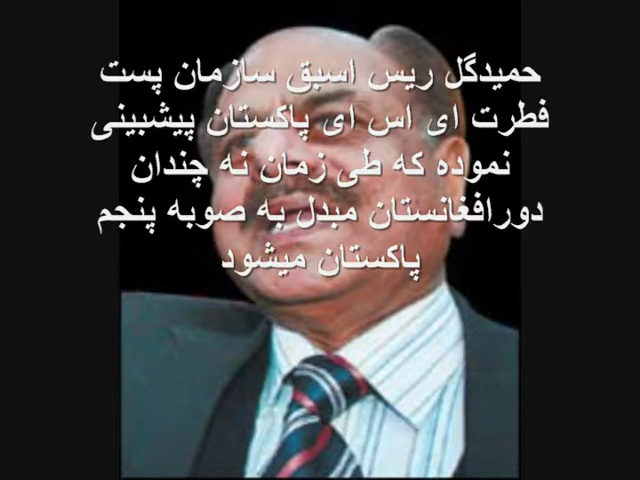 حمیدگل ریس اسبق سازمان پست
فطرت ای اس ای پاکستان پیشبینی
نموده که طی زمان نه چندان
دورافغانستان مبدل به صوبه پنجم
پاکستان میشود